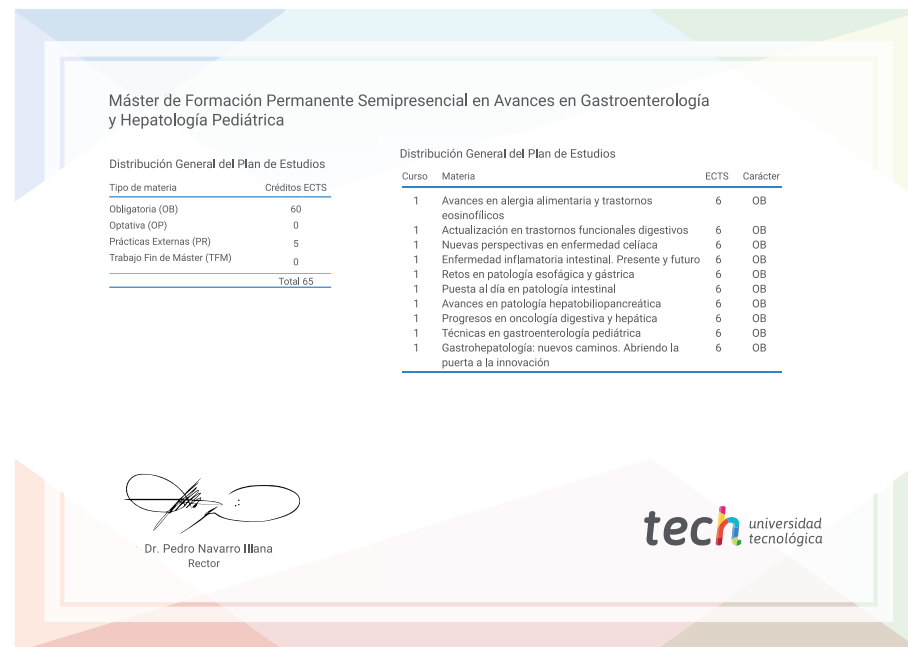 Máster de Formación Permanente Semipresencial en Avances en Gastroenterología
y Hepatología Pediátrica
Distribución General del Plan de Estudios
Tipo de materia Créditos ECTS
Obligatoria (OB) 60
Optativa (OP) 0
Prácticas Externas (PR) 5
Trabajo Fin de Máster (TFM) 0
Total 65
Distribución General del Plan de Estudios
Curso Materia ECTS Carácter
1 Avances en alergia alimentaria y trastornos 6 OB
eosinofílicos
1 Actualización en trastornos funcionales digestivos 6 OB
1 Nuevas perspectivas en enfermedad celíaca 6 OB
1 Enfermedad inflamatoria intestinal. Presente y futuro 6 OB
1 Retos en patología esofágica y gástrica 6 OB
1 Puesta al día en patología intestinal 6 OB
1 Avances en patología hepatobiliopancreática 6 OB
1 Progresos en oncología digestiva y hepática 6 OB
1 Técnicas en gastroenterología pediátrica 6 OB
1 Gastrohepatología: nuevos caminos. Abriendo la 6 OB
puerta a la innovación
Dr. Pedro Navarro Illana
Rector
tech universidad
tecnológica